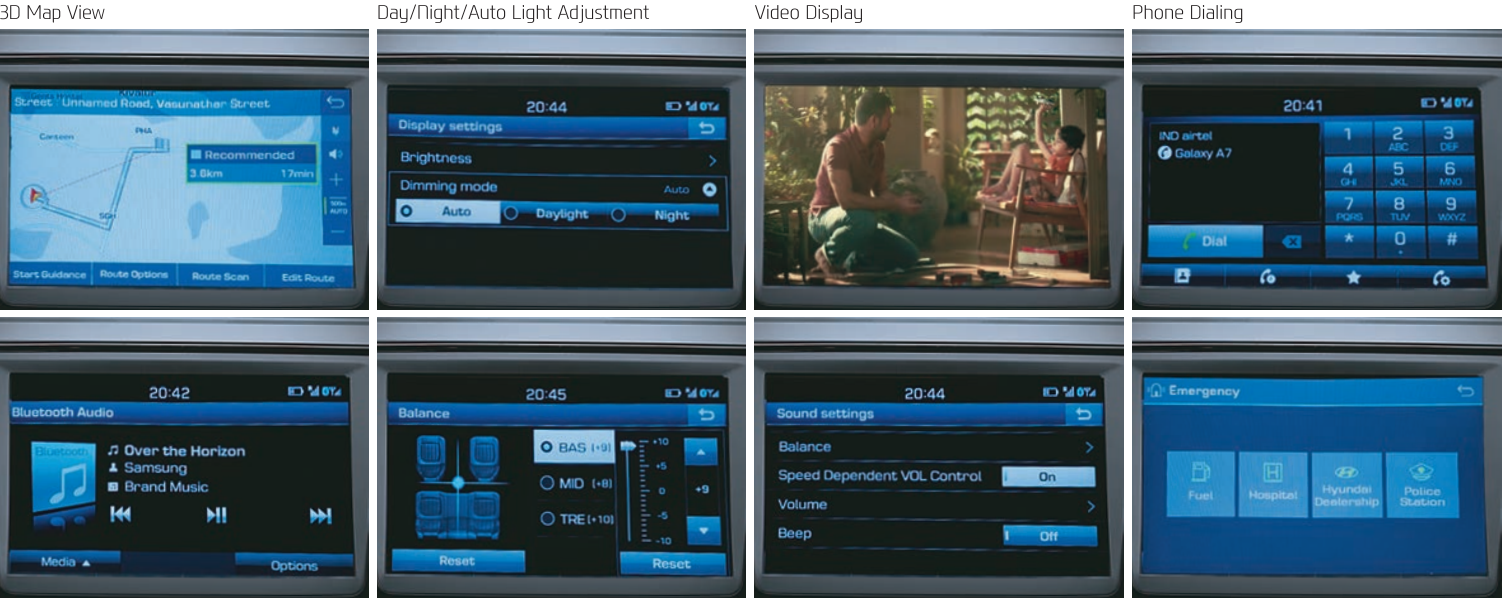 3D Map View
Street Unnamed Road, Vasunathar Street
Canteen
PHA
Recommended
3.6km 17min
AUTO
Start Guidance Route Options Route Scan Edit Route
Day/Night/Auto Light Adjustment
20:44
Display settings
Brightness
Dimming mode Auto
Auto Daylight Night
Video Display
Phone Dialing
20:41
IND airtel
Galaxy A7
1 2 3
ABC DEF
4 5 6
GHI JKL MNO
7 8 9
PQRS TUV WXYZ
* 0 #
Dial
20:42
Bluetooth Audio
Bluetooth
Over the Horizon
Samsung
Brand Music
Media Options
20:45
Balance
BAS (+9)
MID (+8)
TRE (+10)
+10
+5
0
-5
-10
+9
Reset Reset
20:44
Sound settings
Balance
Speed Dependent VOL Control On
Volume
Beep Off
Emergency
Fuel
Hospital
Hyundai
Dealership
Police
Station